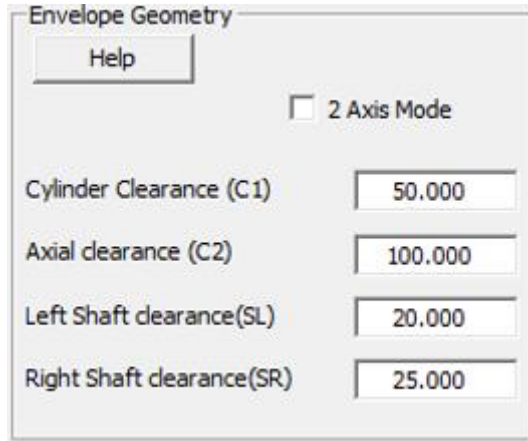 Envelope Geometry
Help
2 Axis Mode
Cylinder Clearance (C1) 50.000
Axial clearance (C2) 100.000
Left Shaft clearance(SL) 20.000
Right Shaft clearance(SR) 25.000